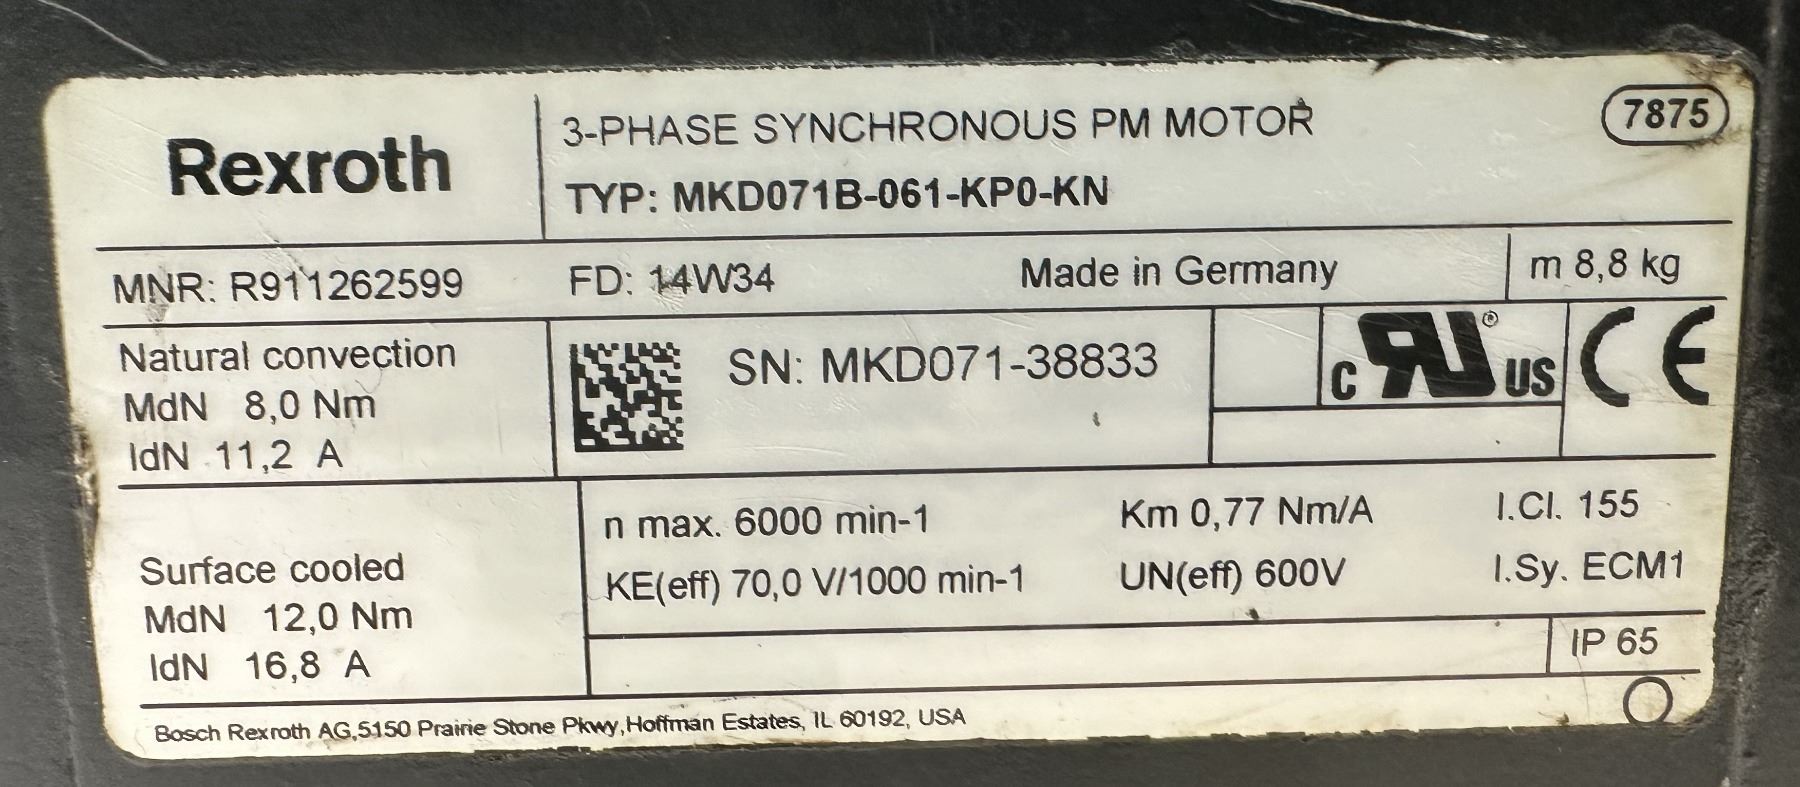 Rexroth
3-PHASE SYNCHRONOUS PM MOTOR
7875
TYP: MKD071B-061-KP0-KN
MNR: R911262599
FD: 14W34
Made in Germany
m 8,8 kg
Natural convection
MdN 8,0 Nm
IdN 11,2 A
SN: MKD071-38833
c RU ® US
CE
Surface cooled
MdN 12,0 Nm
IdN 16,8 A
n max. 6000 min-1
Km 0,77 Nm/A
I.Cl. 155
KE(eff) 70,0 V/1000 min-1
UN(eff) 600V
I.Sy. ECM1
IP 65
Bosch Rexroth AG,5150 Prairie Stone Pkwy,Hoffman Estates, IL 60192, USA